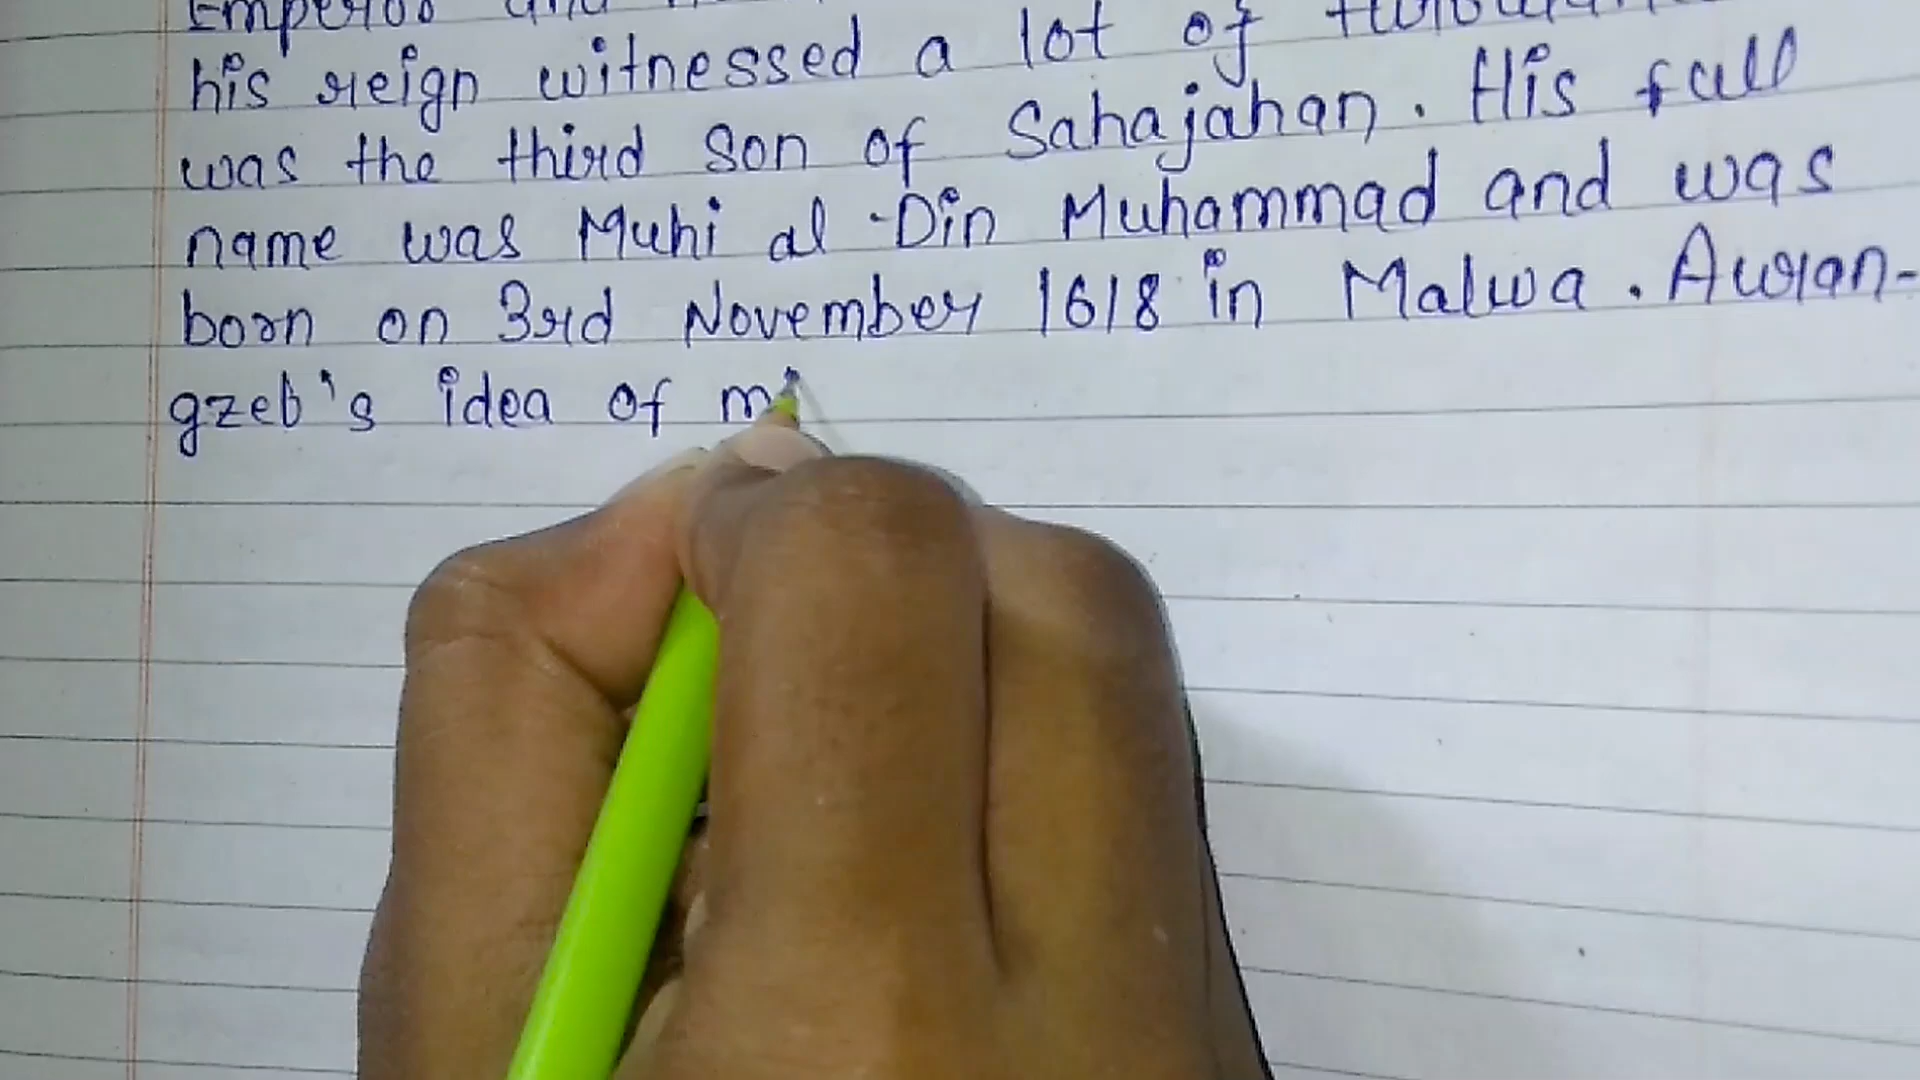 his reign witnessed a lot of
was the third son of Sahajahan. His full
name was Muhi al-Din Muhammad and was
born on 3rd November 1618 in Malwa. Auran-
gzeb's idea of